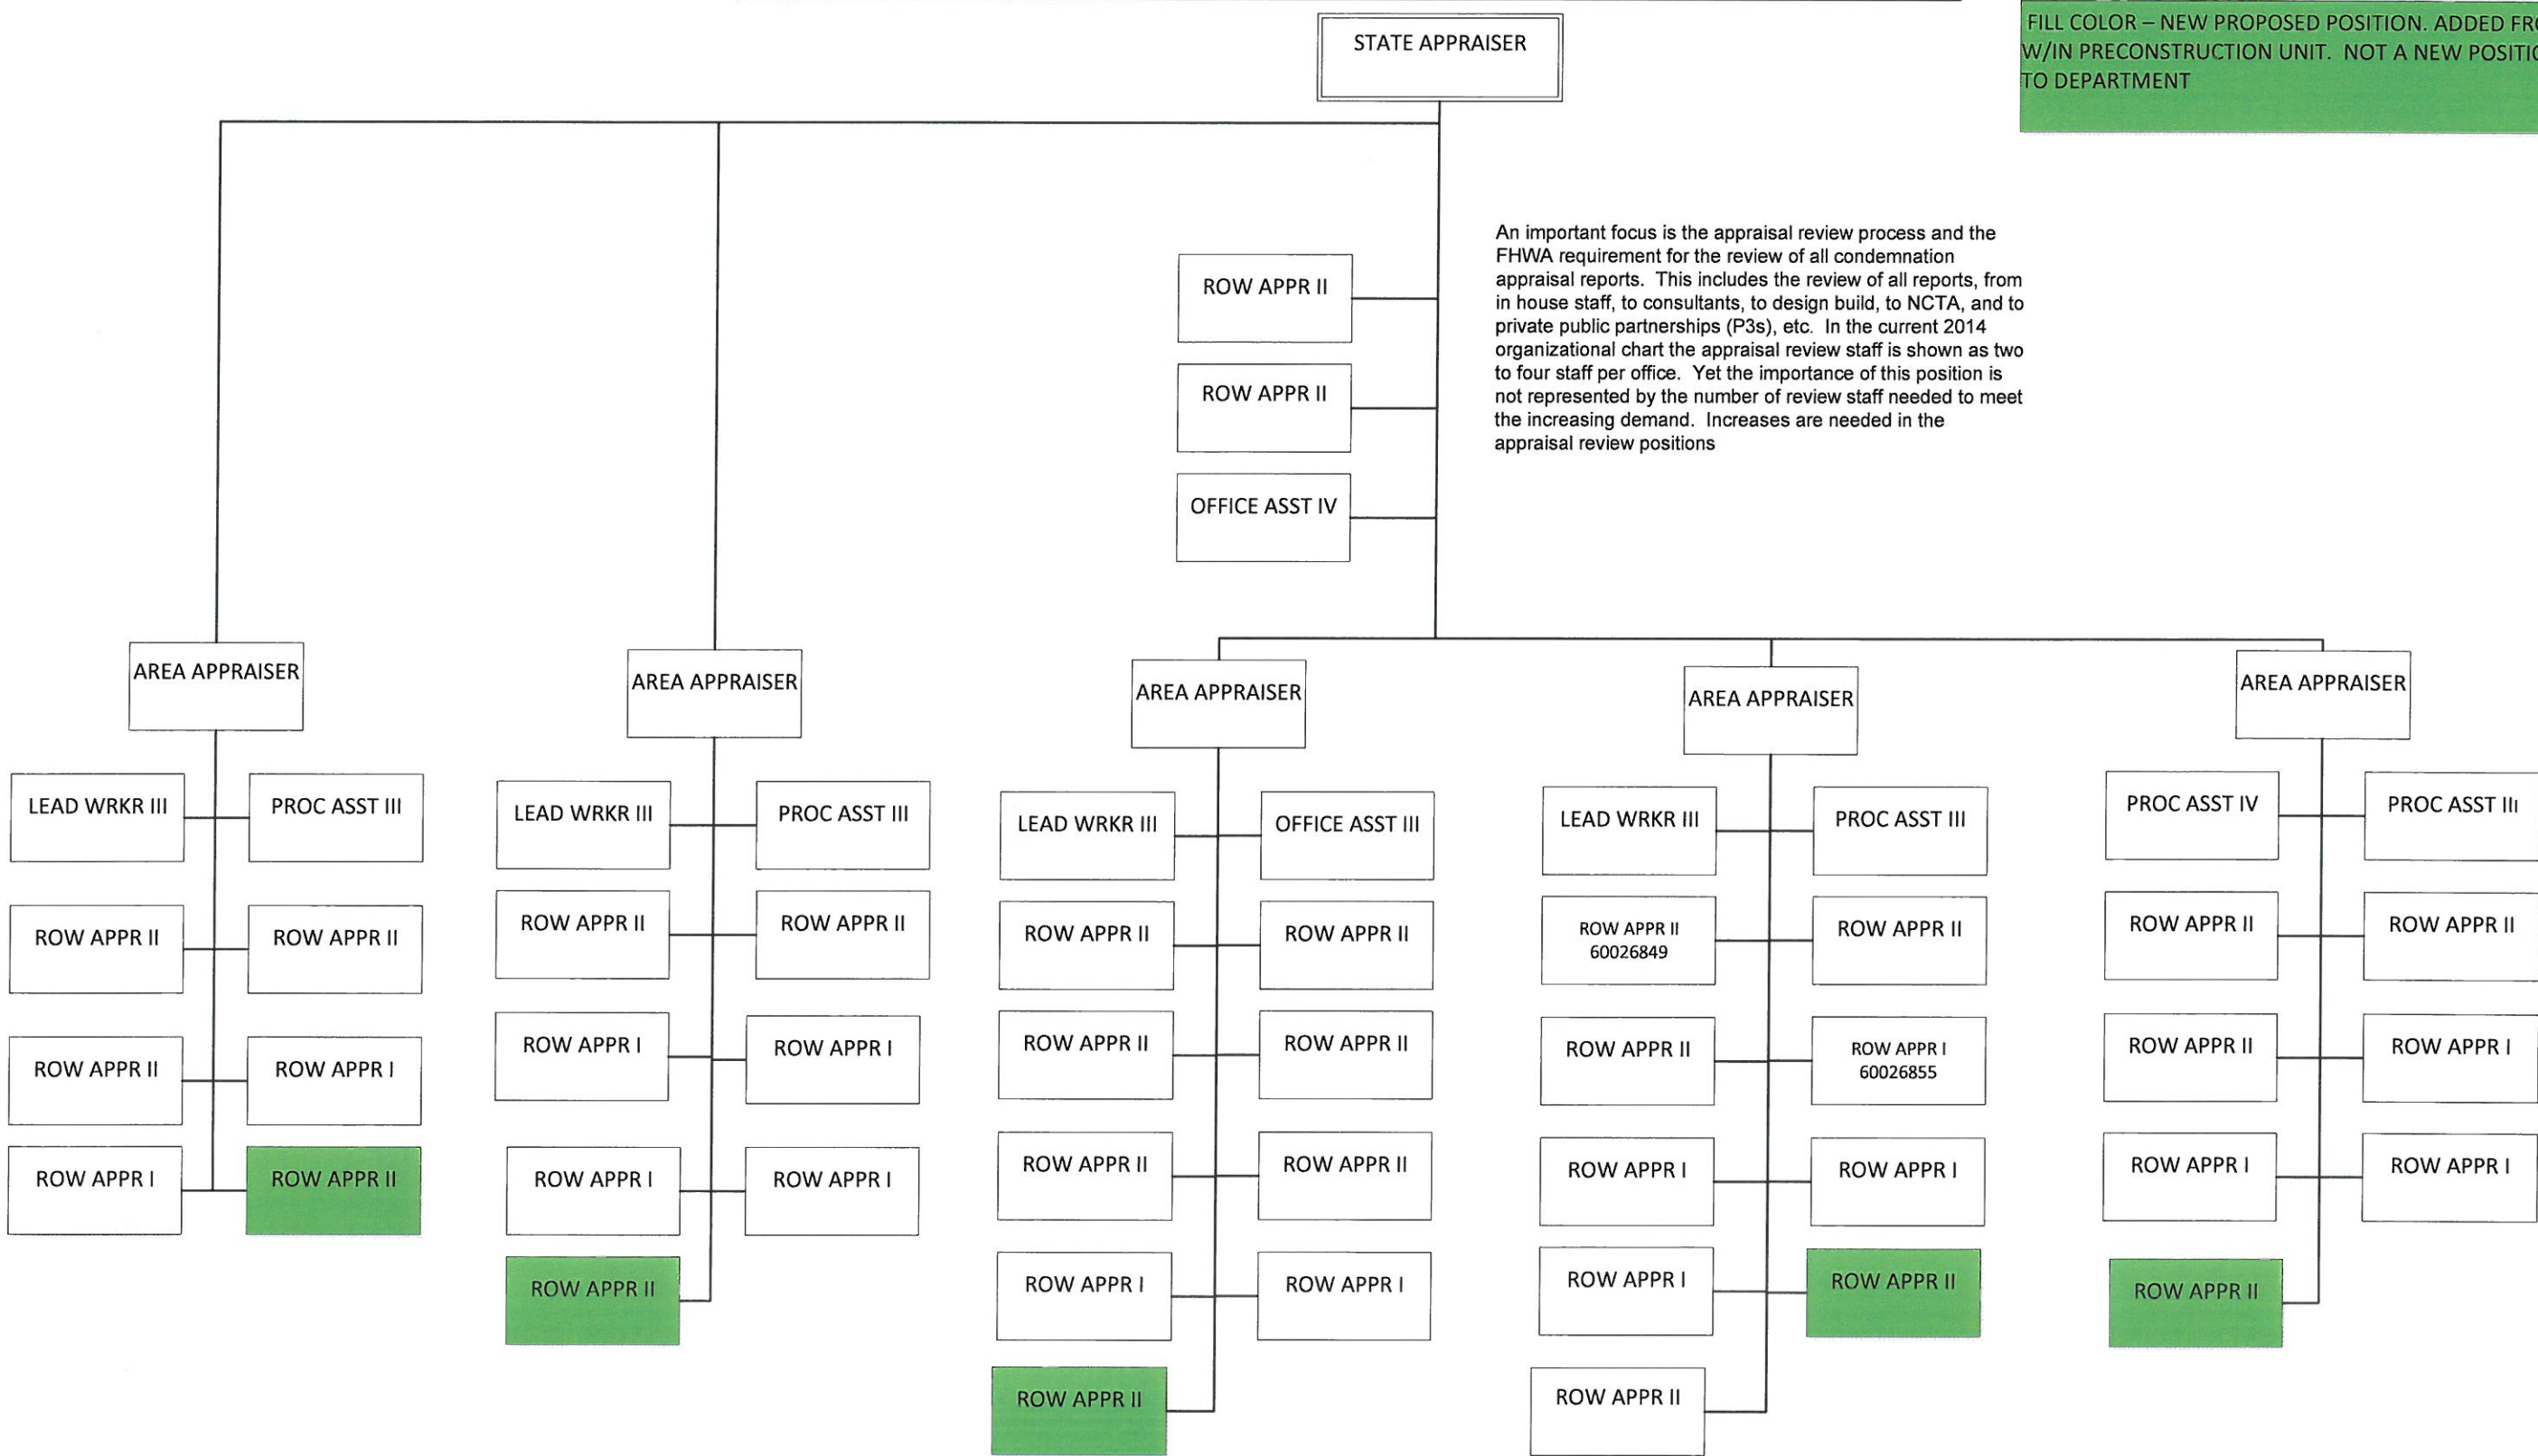 STATE APPRAISER
FILL COLOR – NEW PROPOSED POSITION. ADDED
W/IN PRECONSTRUCTION UNIT.  NOT A NEW
TO DEPARTMENT
An important focus is the appraisal review process and the
FHWA requirement for the review of all condemnation
appraisal reports.  This includes the review of all reports, from
in house staff, to consultants, to design build, to NCTA, and to
private public partnerships (P3s), etc.  In the current 2014
organizational chart the appraisal review staff is shown as two
to four staff per office.  Yet the importance of this position is
not represented by the number of review staff needed to meet
the increasing demand.  Increases are needed in the
appraisal review positions
ROW APPR II
ROW APPR II
OFFICE ASST IV
AREA APPRAISER
LEAD WRKR III
PROC ASST III
ROW APPR II
ROW APPR II
ROW APPR II
ROW APPR I
ROW APPR I
ROW APPR II
AREA APPRAISER
LEAD WRKR III
PROC ASST III
ROW APPR II
ROW APPR II
ROW APPR I
ROW APPR I
ROW APPR I
ROW APPR I
ROW APPR II
AREA APPRAISER
LEAD WRKR III
OFFICE ASST III
ROW APPR II
ROW APPR II
ROW APPR II
ROW APPR II
ROW APPR II
ROW APPR II
ROW APPR I
ROW APPR I
ROW APPR II
AREA APPRAISER
LEAD WRKR III
PROC ASST III
ROW APPR II
60026849
ROW APPR II
ROW APPR II
ROW APPR I
60026855
ROW APPR I
ROW APPR I
ROW APPR I
ROW APPR II
ROW APPR II
AREA APPRAISER
PROC ASST IV
PROC ASST III
ROW APPR II
ROW APPR II
ROW APPR II
ROW APPR I
ROW APPR I
ROW APPR I
ROW APPR II